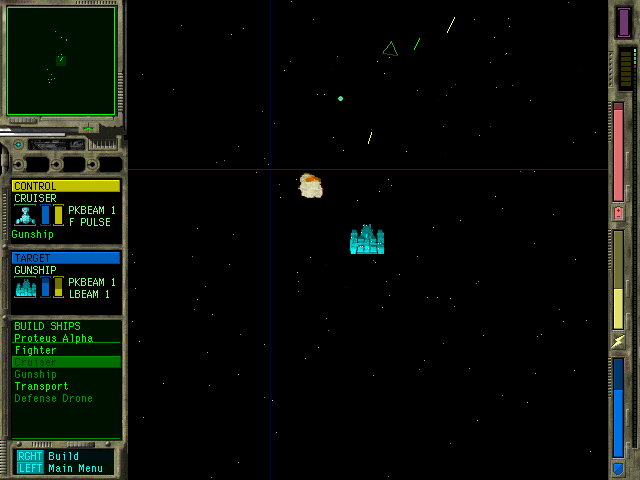 CONTROL
CRUISER
PKBEAM 1
F PULSE
Gunship
TARGET
GUNSHIP
PKBEAM 1
LBEAM 1
BUILD SHIPS
Proteus Alpha
Fighter
Cruiser
Gunship
Transport
Defense Drone
RGHT Build
LEFT Main Menu